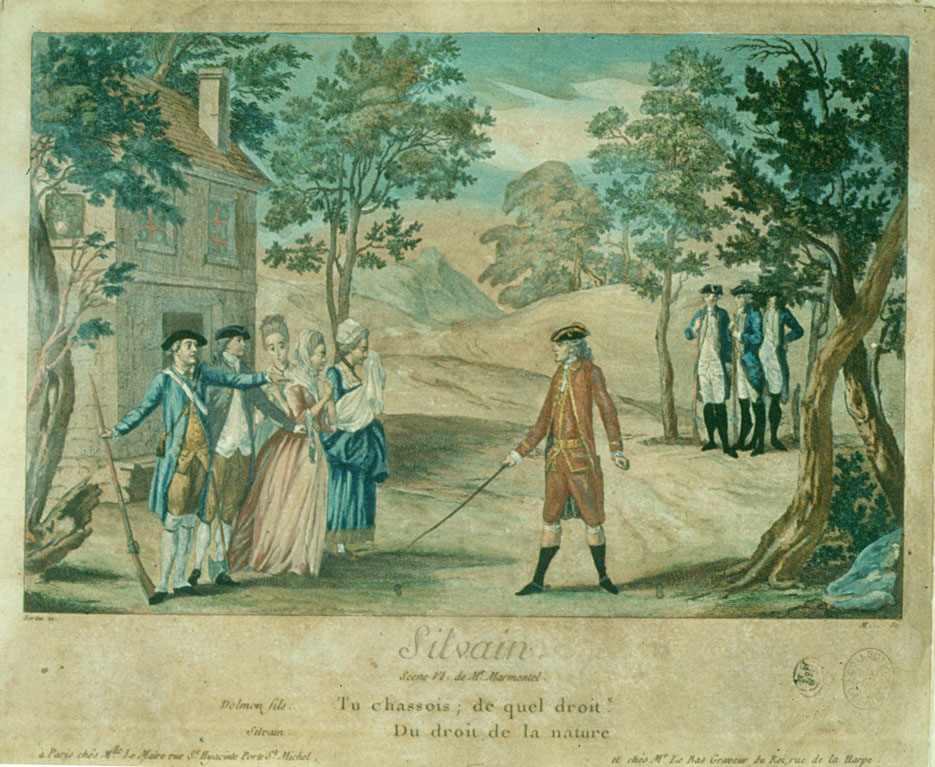 Silvain.
Scene VI. de Mr. Marmontel.
Dolmon fils. Tu chassois; de quel droit?
Silvain Du droit de la nature
à Paris chés Mlle Le Maire rue St. Hyacinte Porte St. Michel.
et chés Mr. Le Bas Graveur du Roi, rue de la Harpe